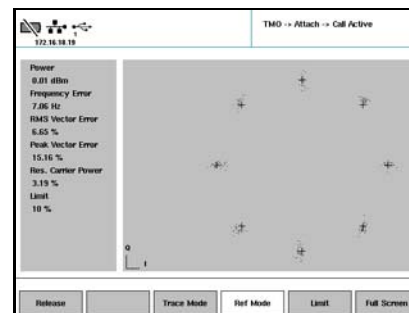 TMO -> Attach -> Call Active
1
172.16.10.19
Power
0.01 dBm
Frequency Error
7.06 Hz
RMS Vector Error
6.65 %
Peak Vector Error
15.16 %
Res. Carrier Power
3.19 %
Limit
10 %
Q
I
Release
Trace Mode
Ref Mode
Limit
Full Screen